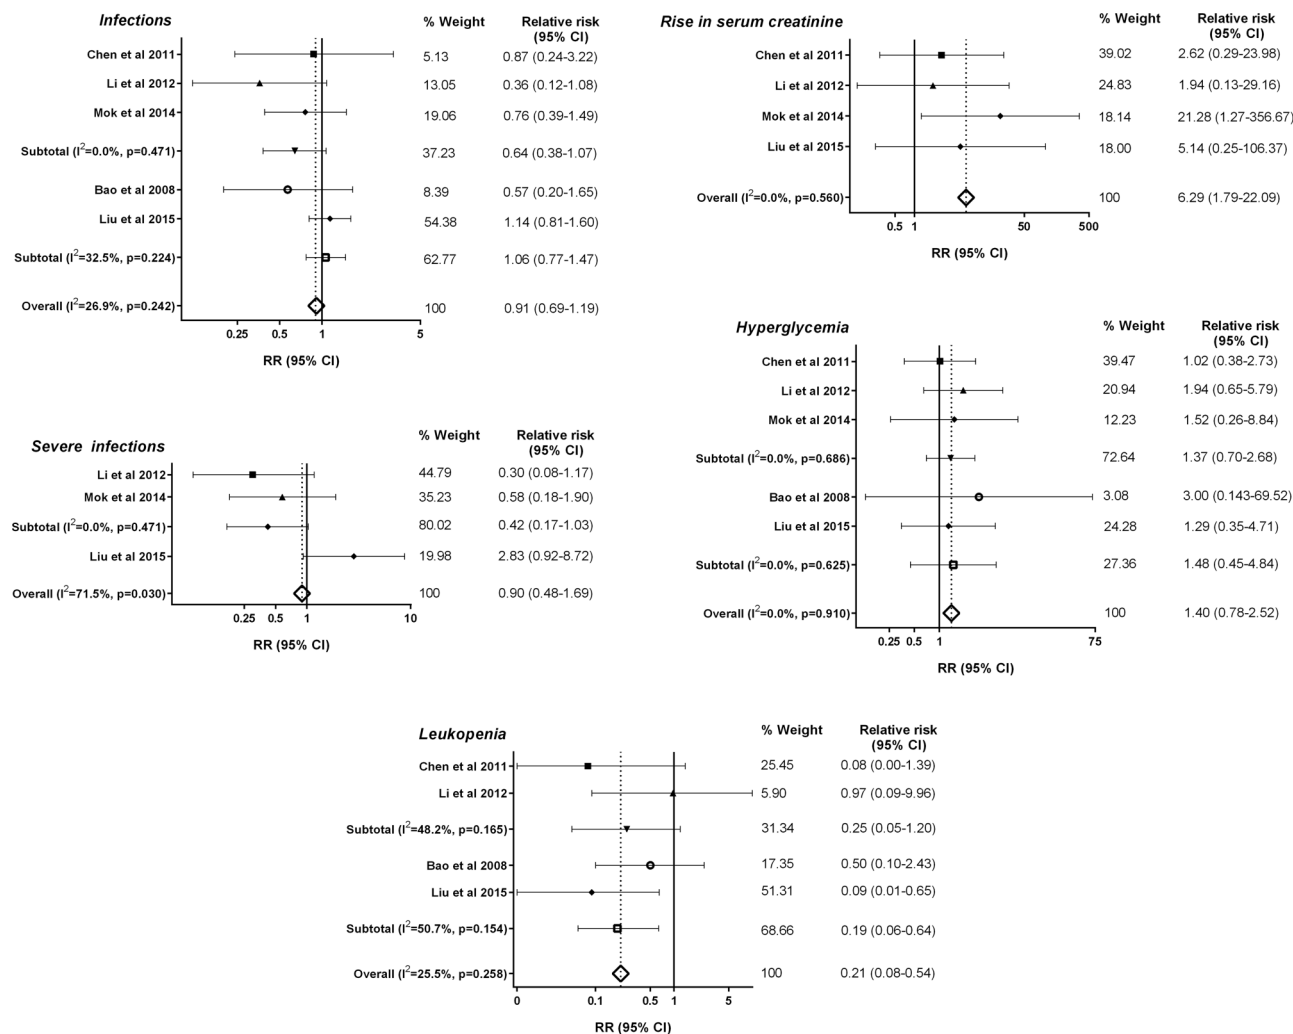 Infections
% Weight Relative risk
(95% CI)
Chen et al 2011 5.13 0.87 (0.24-3.22)
Li et al 2012 13.05 0.36 (0.12-1.08)
Mok et al 2014 19.06 0.76 (0.39-1.49)
Subtotal (I²=0.0%, p=0.471) 37.23 0.64 (0.38-1.07)
Bao et al 2008 8.39 0.57 (0.20-1.65)
Liu et al 2015 54.38 1.14 (0.81-1.60)
Subtotal (I²=32.5%, p=0.224) 62.77 1.06 (0.77-1.47)
Overall (I²=26.9%, p=0.242) 100 0.91 (0.69-1.19)
0.25 0.5 1 5
RR (95% CI)
Rise in serum creatinine
% Weight Relative risk
(95% CI)
Chen et al 2011 39.02 2.62 (0.29-23.98)
Li et al 2012 24.83 1.94 (0.13-29.16)
Mok et al 2014 18.14 21.28 (1.27-356.67)
Liu et al 2015 18.00 5.14 (0.25-106.37)
Overall (I²=0.0%, p=0.560) 100 6.29 (1.79-22.09)
0.5 1 50 500
RR (95% CI)
Severe infections
% Weight Relative risk
(95% CI)
Li et al 2012 44.79 0.30 (0.08-1.17)
Mok et al 2014 35.23 0.58 (0.18-1.90)
Subtotal (I²=0.0%, p=0.471) 80.02 0.42 (0.17-1.03)
Liu et al 2015 19.98 2.83 (0.92-8.72)
Overall (I²=71.5%, p=0.030) 100 0.90 (0.48-1.69)
0.25 0.5 1 10
RR (95% CI)
Hyperglycemia
% Weight Relative risk
(95% CI)
Chen et al 2011 39.47 1.02 (0.38-2.73)
Li et al 2012 20.94 1.94 (0.65-5.79)
Mok et al 2014 12.23 1.52 (0.26-8.84)
Subtotal (I²=0.0%, p=0.686) 72.64 1.37 (0.70-2.68)
Bao et al 2008 3.08 3.00 (0.143-69.52)
Liu et al 2015 24.28 1.29 (0.35-4.71)
Subtotal (I²=0.0%, p=0.625) 27.36 1.48 (0.45-4.84)
Overall (I²=0.0%, p=0.910) 100 1.40 (0.78-2.52)
0.25 0.5 1 75
RR (95% CI)
Leukopenia
% Weight Relative risk
(95% CI)
Chen et al 2011 25.45 0.08 (0.00-1.39)
Li et al 2012 5.90 0.97 (0.09-9.96)
Subtotal (I²=48.2%, p=0.165) 31.34 0.25 (0.05-1.20)
Bao et al 2008 17.35 0.50 (0.10-2.43)
Liu et al 2015 51.31 0.09 (0.01-0.65)
Subtotal (I²=50.7%, p=0.154) 68.66 0.19 (0.06-0.64)
Overall (I²=25.5%, p=0.258) 100 0.21 (0.08-0.54)
0 0.1 0.5 1 5
RR (95% CI)